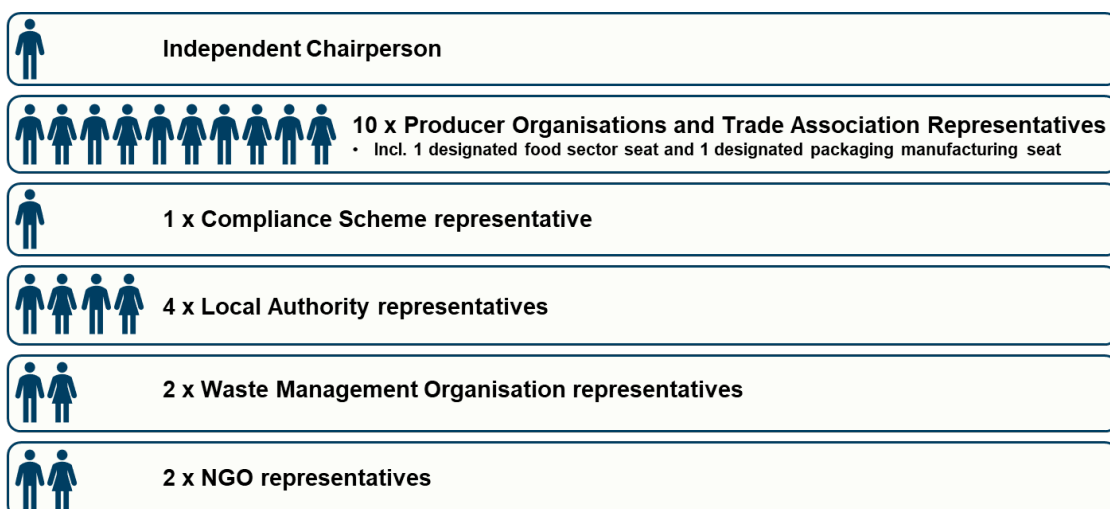 Independent Chairperson
10 x Producer Organisations and Trade Association Representatives
• Incl. 1 designated food sector seat and 1 designated packaging manufacturing seat
1 x Compliance Scheme representative
4 x Local Authority representatives
2 x Waste Management Organisation representatives
2 x NGO representatives